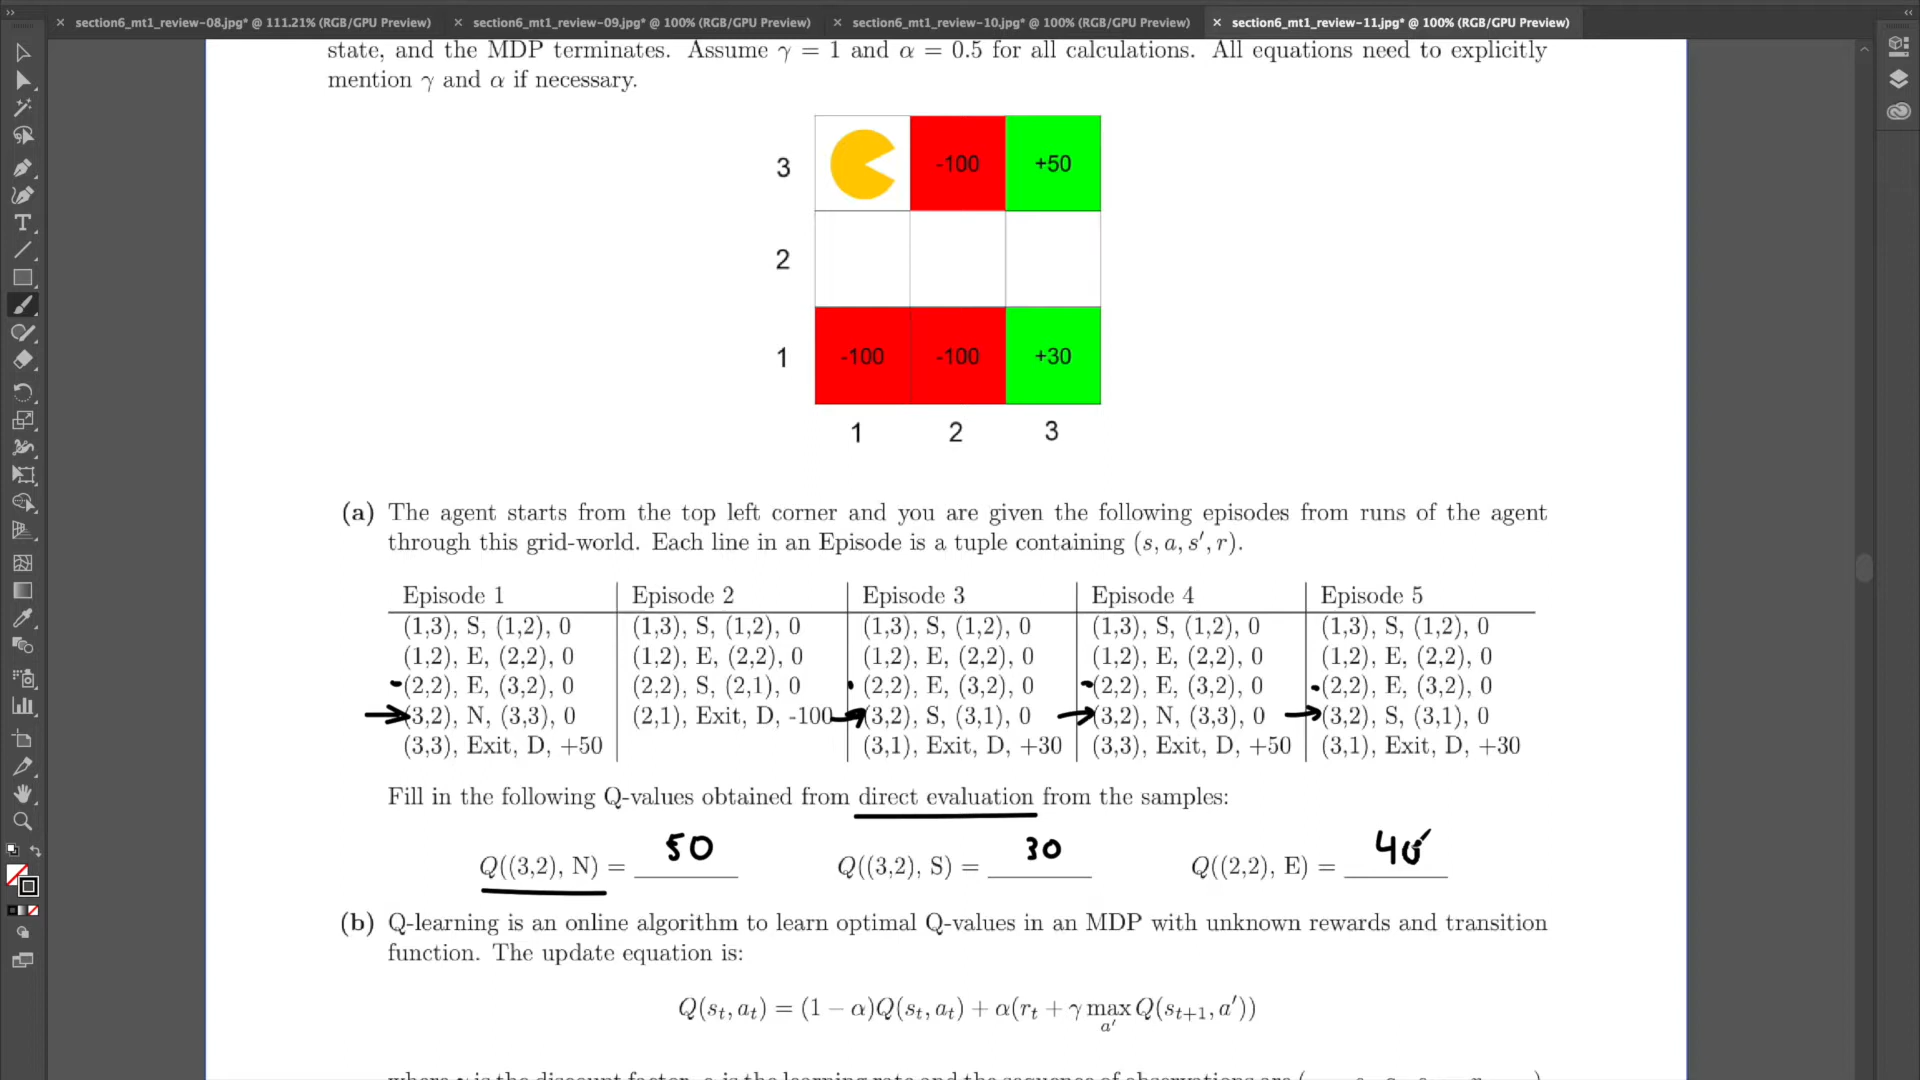 section6_mt1_review-08.jpg* @ 111.21% (RGB/GPU Preview)
section6_mt1_review-09.jpg* @ 100% (RGB/GPU Preview)
section6_mt1_review-10.jpg* @ 100% (RGB/GPU Preview)
section6_mt1_review-11.jpg* @ 100% (RGB/GPU Preview)
state, and the MDP terminates. Assume γ = 1 and α = 0.5 for all calculations. All equations need to explicitly
mention γ and α if necessary.
3 -100 +50
2
1 -100 -100 +30
1 2 3
(a) The agent starts from the top left corner and you are given the following episodes from runs of the agent
through this grid-world. Each line in an Episode is a tuple containing (s, a, s′, r).
Episode 1 Episode 2 Episode 3 Episode 4 Episode 5
(1,3), S, (1,2), 0 (1,3), S, (1,2), 0 (1,3), S, (1,2), 0 (1,3), S, (1,2), 0 (1,3), S, (1,2), 0
(1,2), E, (2,2), 0 (1,2), E, (2,2), 0 (1,2), E, (2,2), 0 (1,2), E, (2,2), 0 (1,2), E, (2,2), 0
(2,2), E, (3,2), 0 (2,2), S, (2,1), 0 (2,2), E, (3,2), 0 (2,2), E, (3,2), 0 (2,2), E, (3,2), 0
(3,2), N, (3,3), 0 (2,1), Exit, D, -100 (3,2), S, (3,1), 0 (3,2), N, (3,3), 0 (3,2), S, (3,1), 0
(3,3), Exit, D, +50 (3,1), Exit, D, +30 (3,3), Exit, D, +50 (3,1), Exit, D, +30
Fill in the following Q-values obtained from direct evaluation from the samples:
Q((3,2), N) = 50 Q((3,2), S) = 30 Q((2,2), E) = 40
(b) Q-learning is an online algorithm to learn optimal Q-values in an MDP with unknown rewards and transition
function. The update equation is:
Q(s_t, a_t) = (1 − α)Q(s_t, a_t) + α(r_t + γ max_{a′} Q(s_{t+1}, a′))